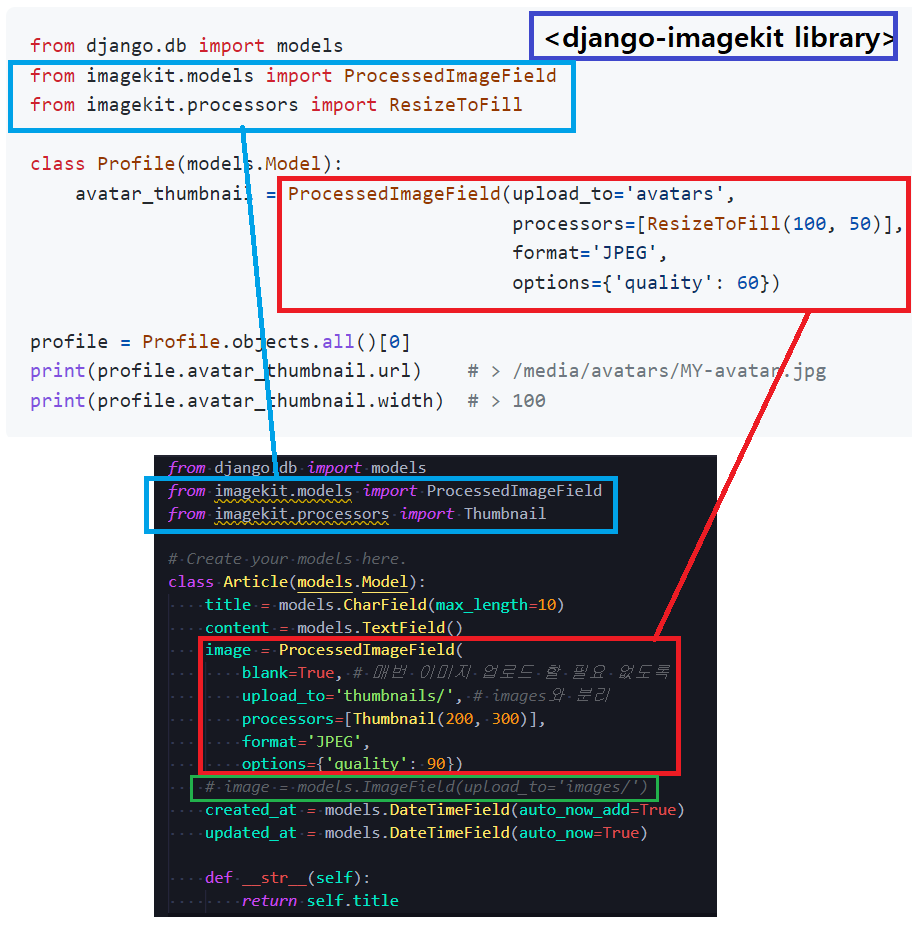 <django-imagekit library>
from django.db import models
from imagekit.models import ProcessedImageField
from imagekit.processors import ResizeToFill
class Profile(models.Model):
    avatar_thumbnail = ProcessedImageField(upload_to='avatars',
                                           processors=[ResizeToFill(100, 50)],
                                           format='JPEG',
                                           options={'quality': 60})
profile = Profile.objects.all()[0]
print(profile.avatar_thumbnail.url)    # > /media/avatars/MY-avatar.jpg
print(profile.avatar_thumbnail.width)  # > 100
from django.db import models
from imagekit.models import ProcessedImageField
from imagekit.processors import Thumbnail
# Create your models here.
class Article(models.Model):
    title = models.CharField(max_length=10)
    content = models.TextField()
    image = ProcessedImageField(
        blank=True, # 매번 이미지 업로드 할 필요 없도록
        upload_to='thumbnails/', # images와 분리
        processors=[Thumbnail(200, 300)],
        format='JPEG',
        options={'quality': 90})
    # image = models.ImageField(upload_to='images/')
    created_at = models.DateTimeField(auto_now_add=True)
    updated_at = models.DateTimeField(auto_now=True)
    def __str__(self):
        return self.title